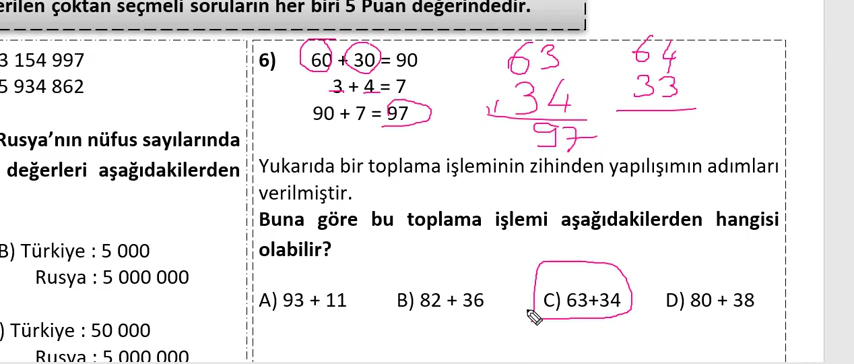 erilen çoktan seçmeli soruların her biri 5 Puan değerindedir.
3 154 997
5 934 862
Rusya’nın nüfus sayılarında
değerleri aşağıdakilerden
B) Türkiye : 5 000
Rusya : 5 000 000
) Türkiye : 50 000
Rusya : 5 000 000
6) 60 + 30 = 90
3 + 4 = 7
90 + 7 = 97
63
34
97
64
33
Yukarıda bir toplama işleminin zihinden yapılışımın adımları
verilmiştir.
Buna göre bu toplama işlemi aşağıdakilerden hangisi
olabilir?
A) 93 + 11 B) 82 + 36 C) 63+34 D) 80 + 38